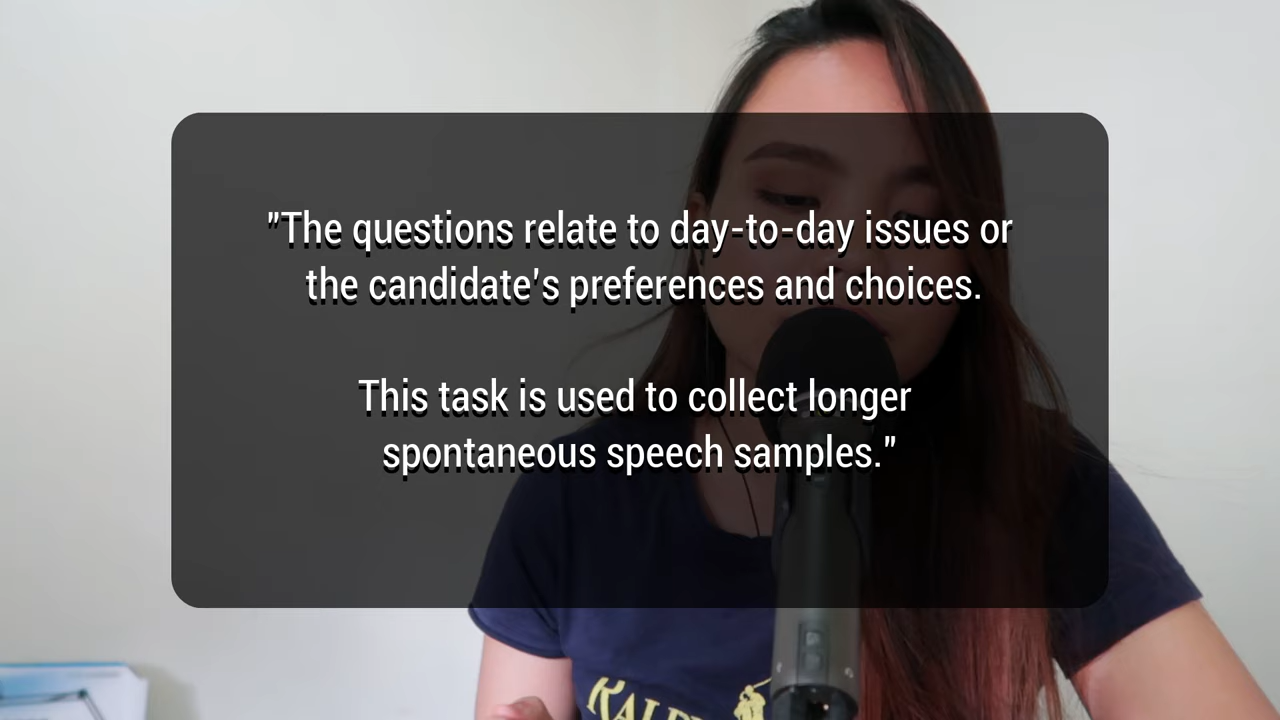 "The questions relate to day-to-day issues or
the candidate's preferences and choices.
This task is used to collect longer
spontaneous speech samples."